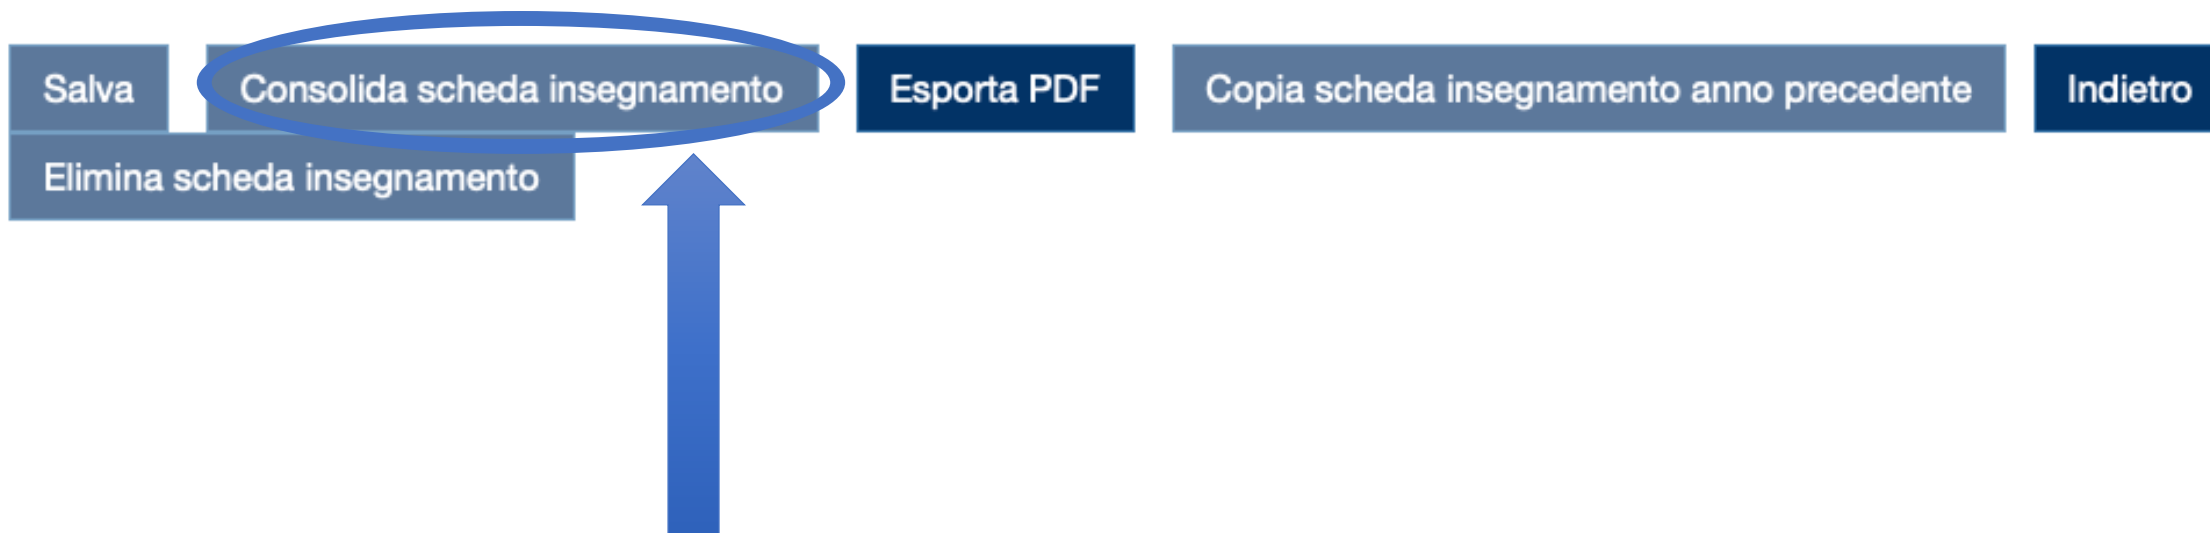 Salva Consolida scheda insegnamento Esporta PDF Copia scheda insegnamento anno precedente Indietro
Elimina scheda insegnamento